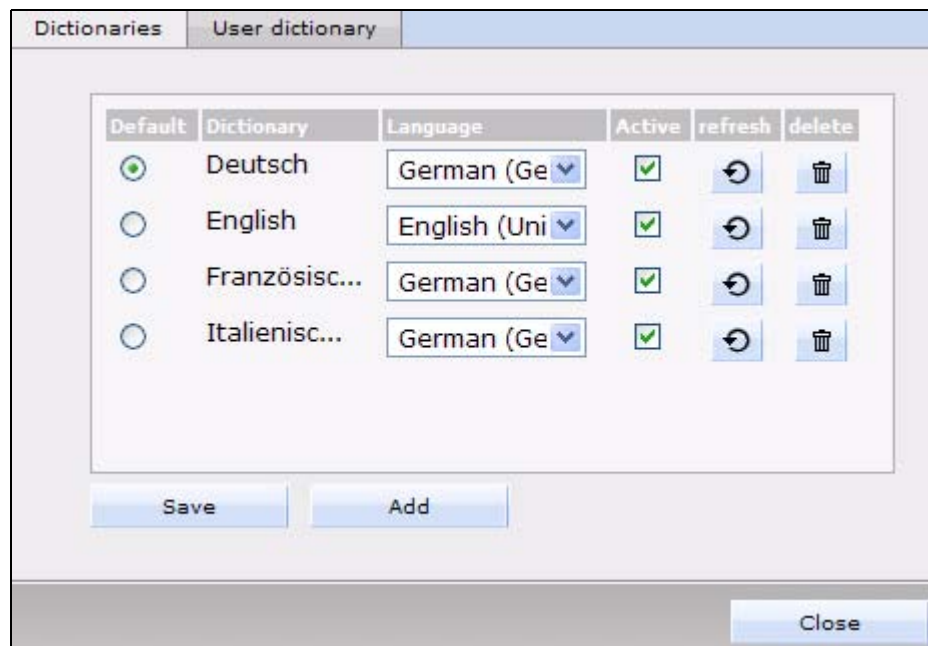 Dictionaries User dictionary
Default Dictionary Language Active refresh delete
Deutsch German (Ge
English English (Uni
Französisc... German (Ge
Italienisc... German (Ge
Save Add
Close